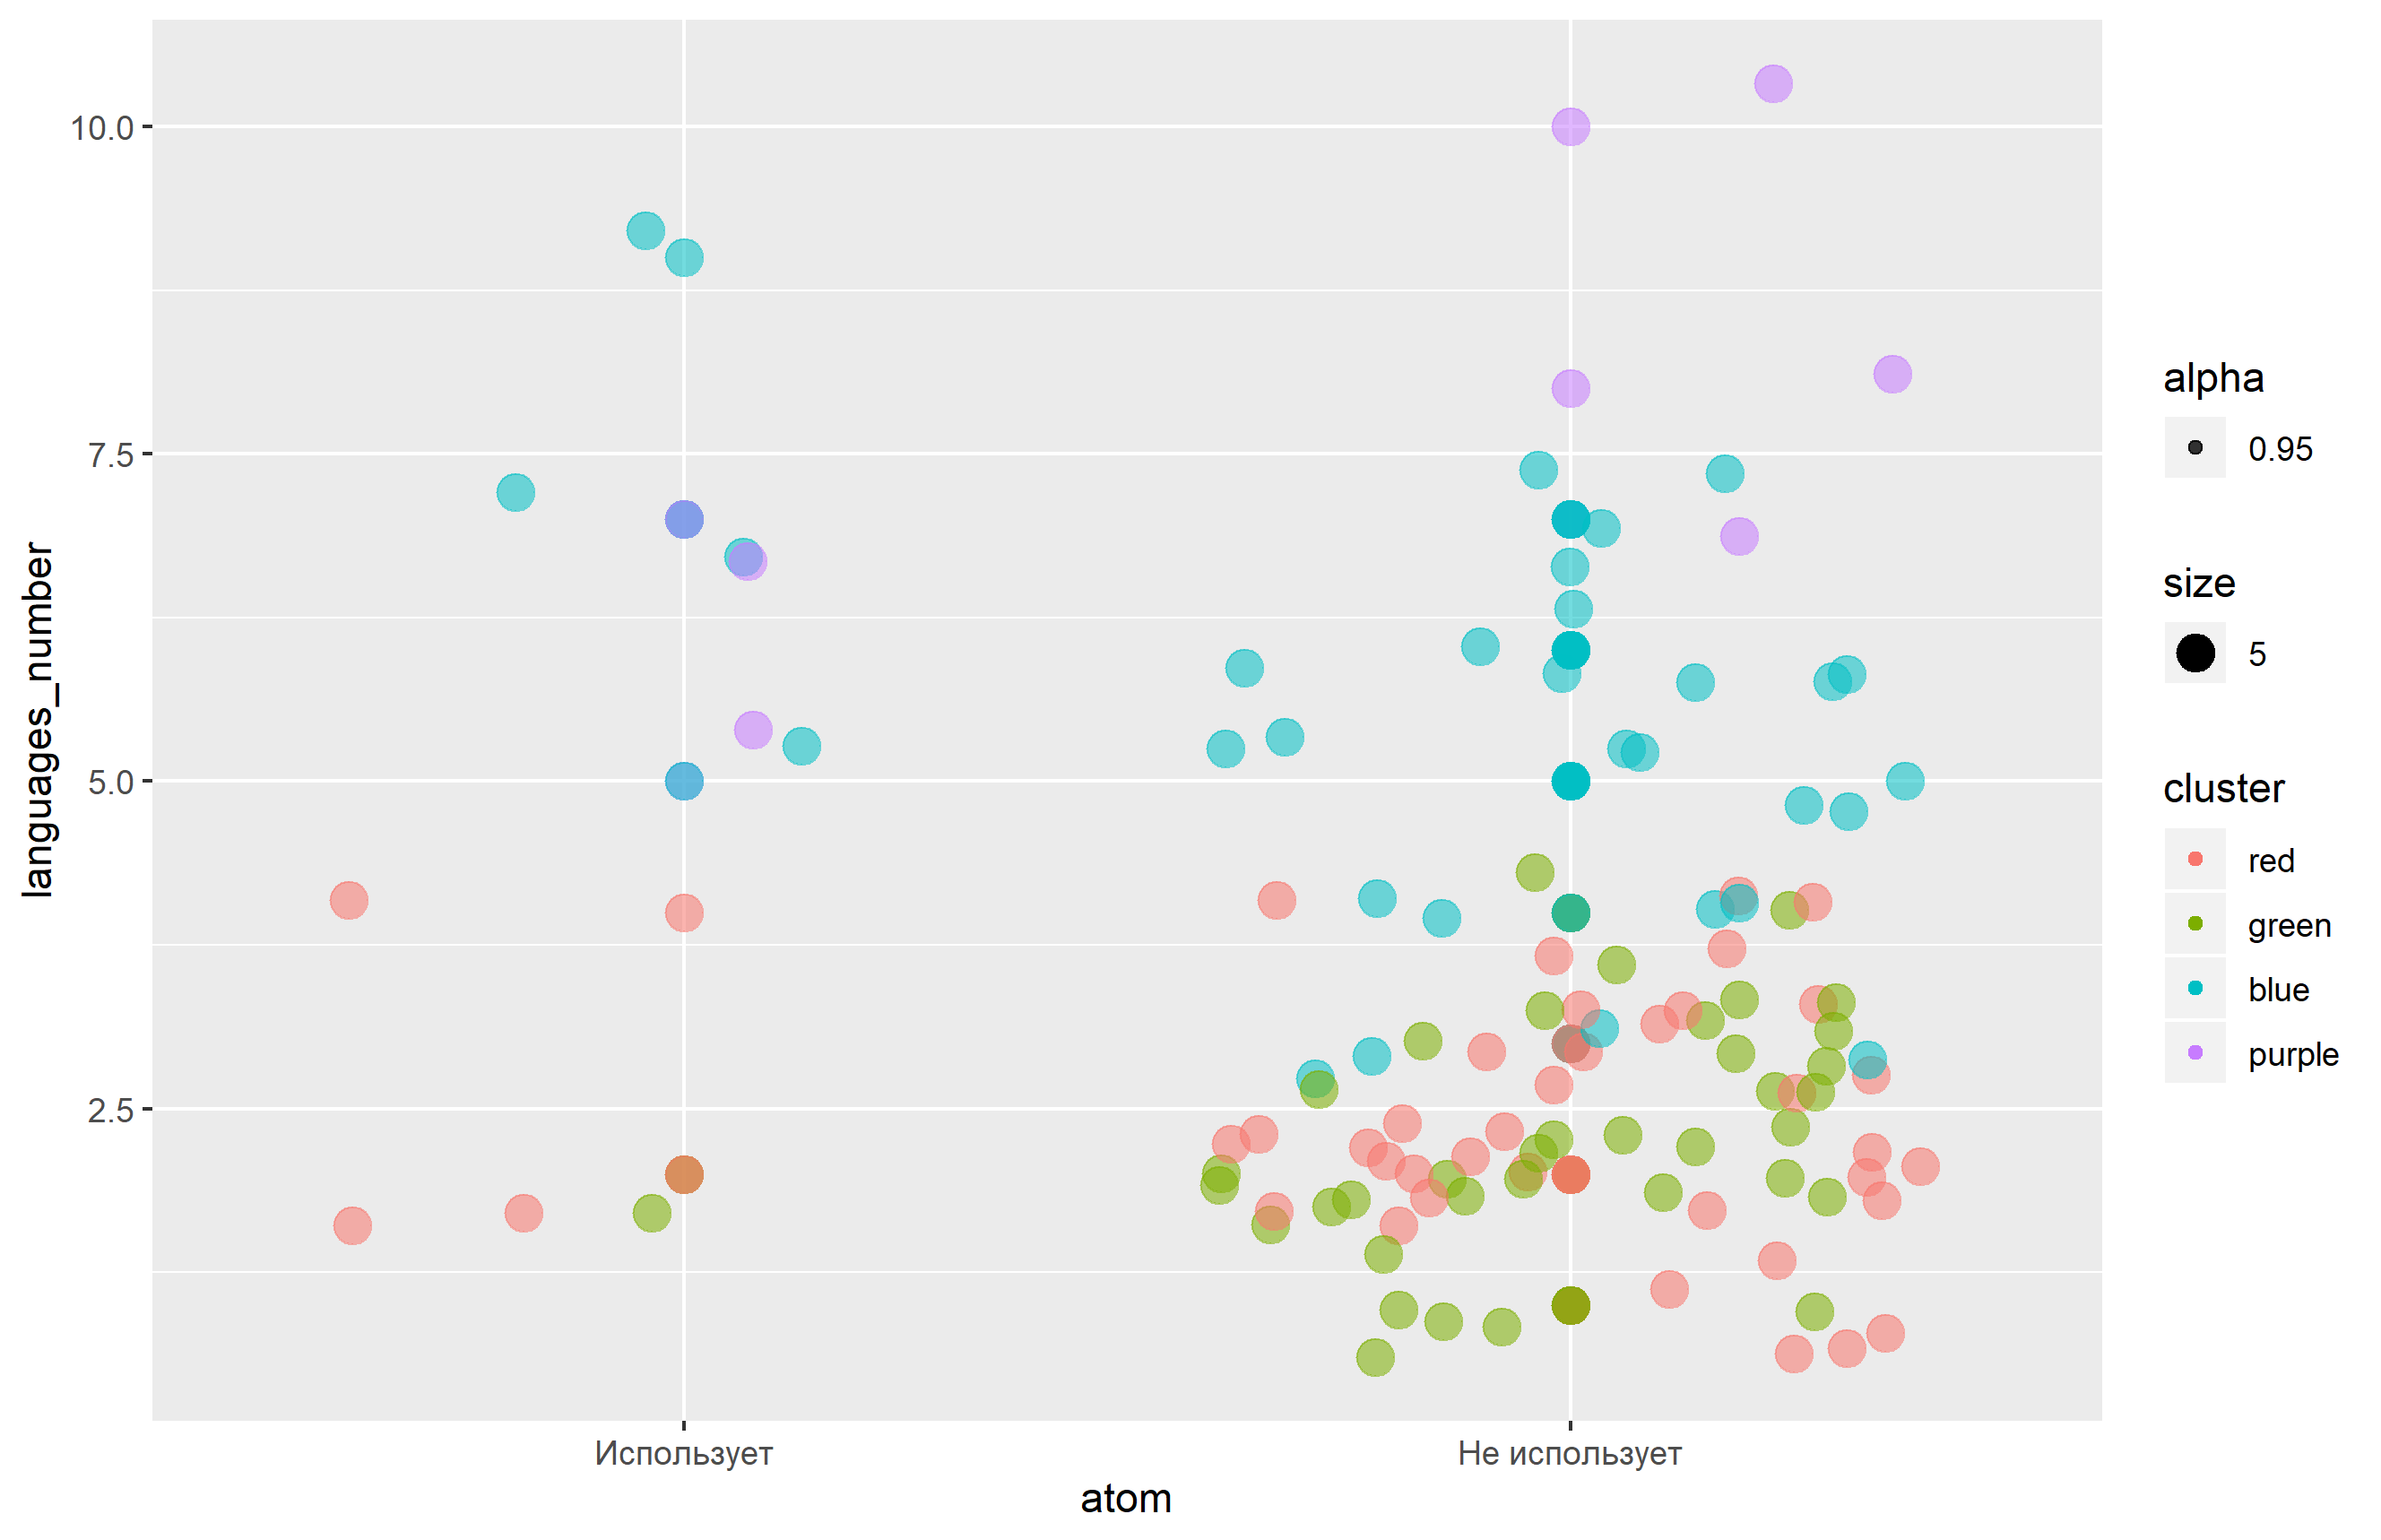 10.0
7.5
5.0
2.5
languages_number
Использует
Не использует
atom
alpha
0.95
size
5
cluster
red
green
blue
purple